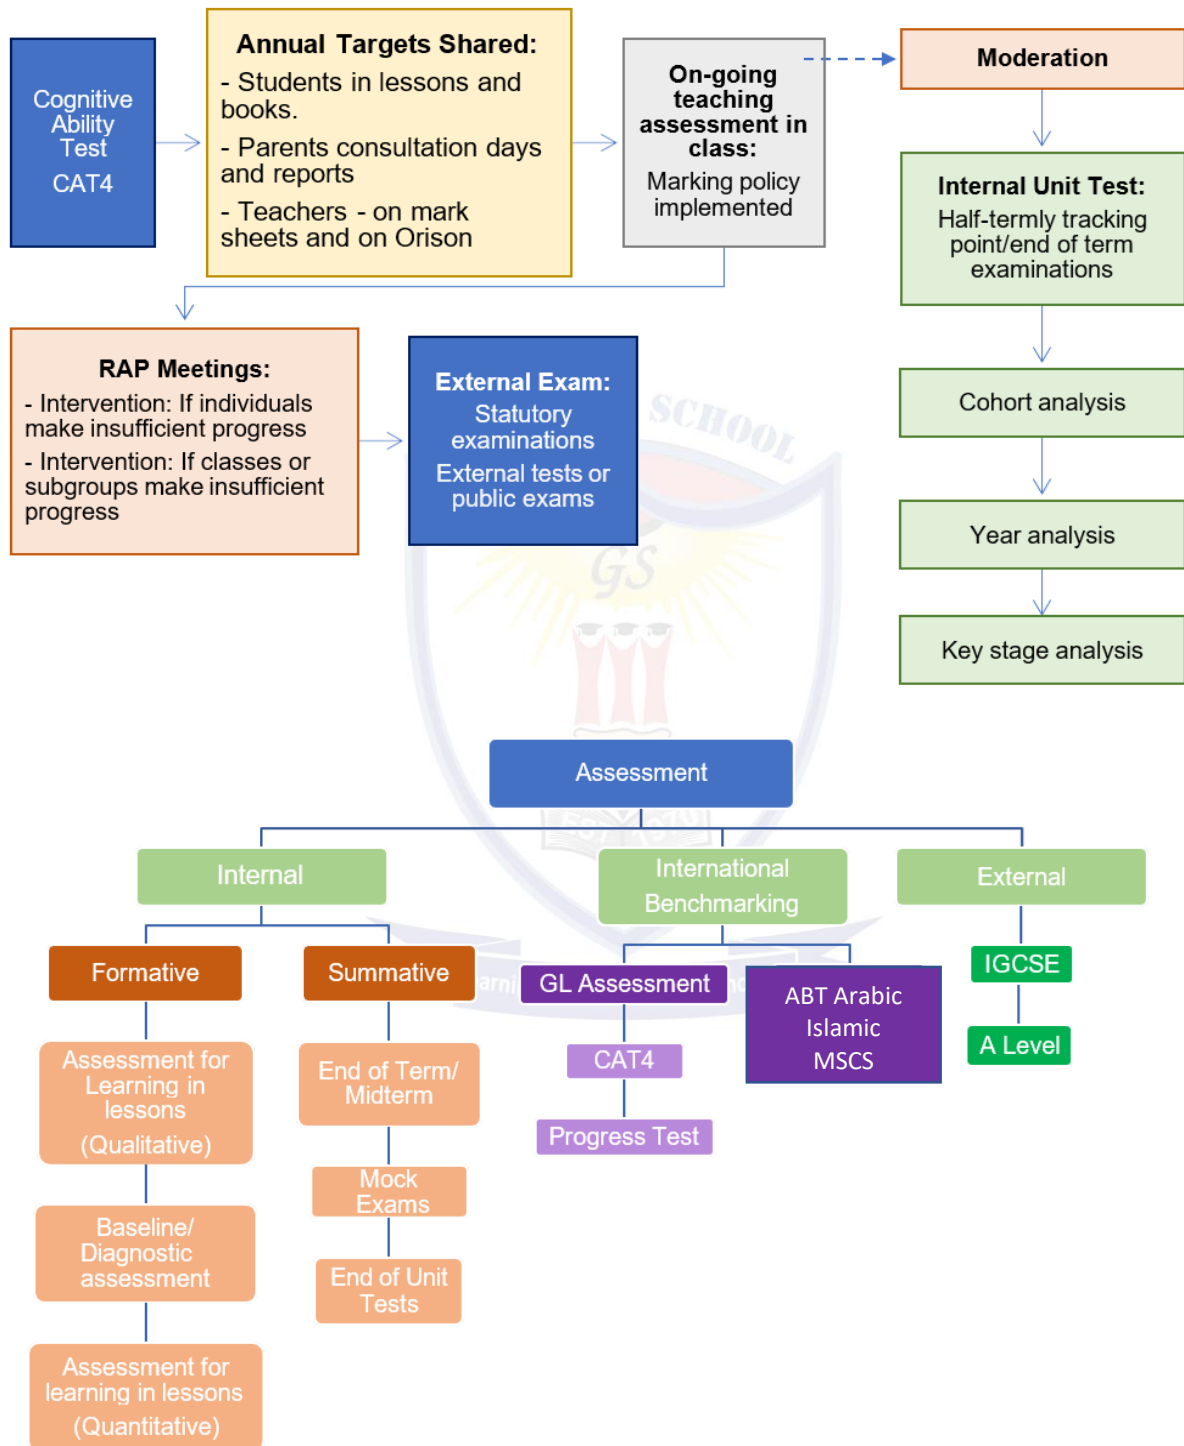 Cognitive
Ability
Test
CAT4
Annual Targets Shared:
- Students in lessons and
books.
- Parents consultation days
and reports
- Teachers - on mark
sheets and on Orison
On-going
teaching
assessment in
class:
Marking policy
implemented
Moderation
Internal Unit Test:
Half-termly tracking
point/end of term
examinations
Cohort analysis
Year analysis
Key stage analysis
RAP Meetings:
- Intervention: If individuals
make insufficient progress
- Intervention: If classes or
subgroups make insufficient
progress
External Exam:
Statutory
examinations
External tests or
public exams
SCHOOL
GS
Assessment
Internal
International
Benchmarking
External
Formative
Summative
GL Assessment
ABT Arabic
Islamic
MSCS
IGCSE
A Level
Assessment for
Learning in
lessons
(Qualitative)
End of Term/
Midterm
CAT4
Progress Test
Mock
Exams
Baseline/
Diagnostic
assessment
End of Unit
Tests
Assessment for
learning in lessons
(Quantitative)